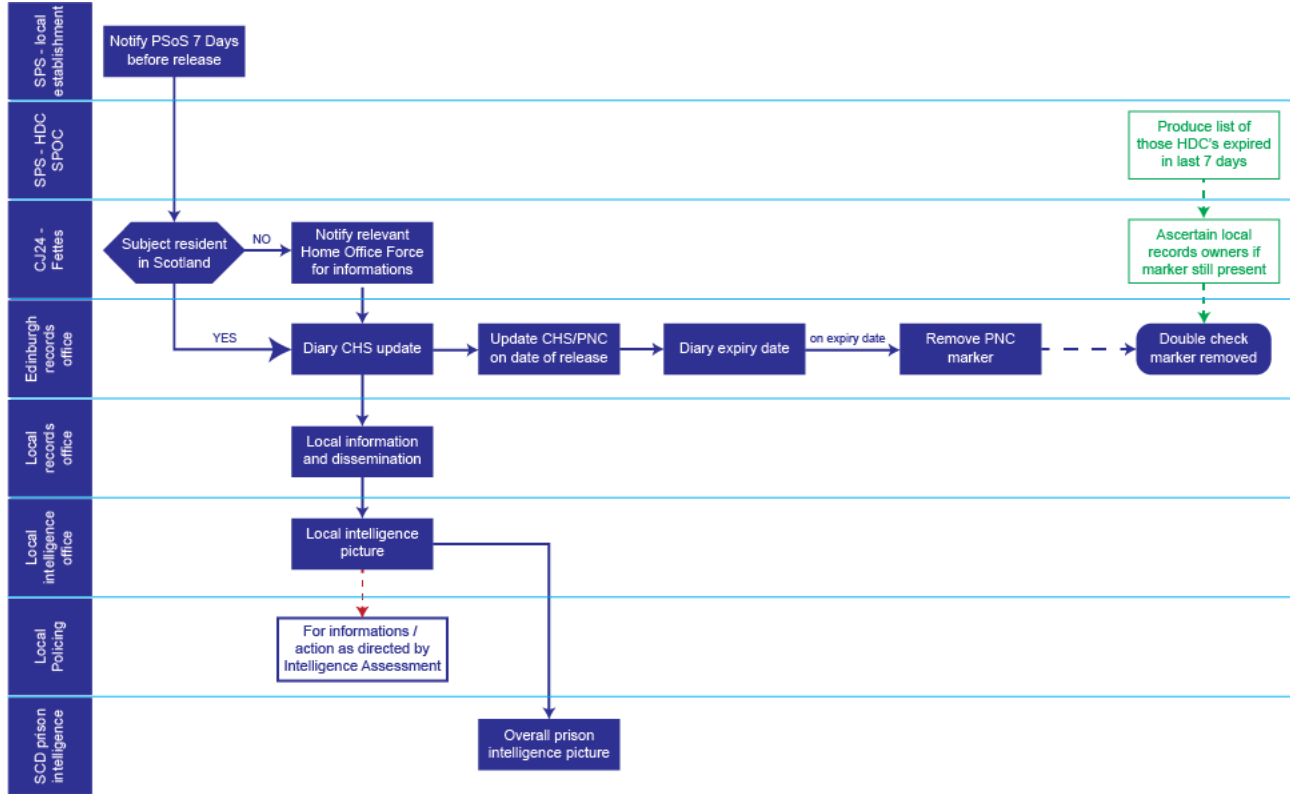 SPS - local
establishment
Notify PSoS 7 Days
before release
SPS - HDC
SPOC
Produce list of
those HDC's expired
in last 7 days
CJ24 -
Fettes
Subject resident
in Scotland
NO
Notify relevant
Home Office Force
for informations
Ascertain local
records owners if
marker still present
Edinburgh
records
office
YES
Diary CHS update
Update CHS/PNC
on date of release
Diary expiry date
on expiry date
Remove PNC
marker
Double check
marker removed
Local
records
office
Local information
and dissemination
Local
intelligence
office
Local intelligence
picture
Local
Policing
For informations /
action as directed by
Intelligence Assessment
SCD prison
intelligence
Overall prison
intelligence picture